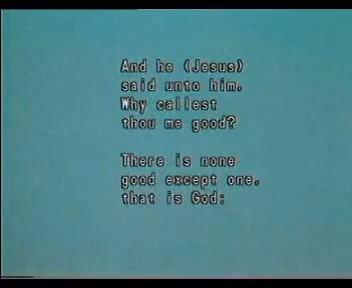 And he (Jesus)
said unto him.
Why callest
thou me good?
There is none
good except one.
that is God: